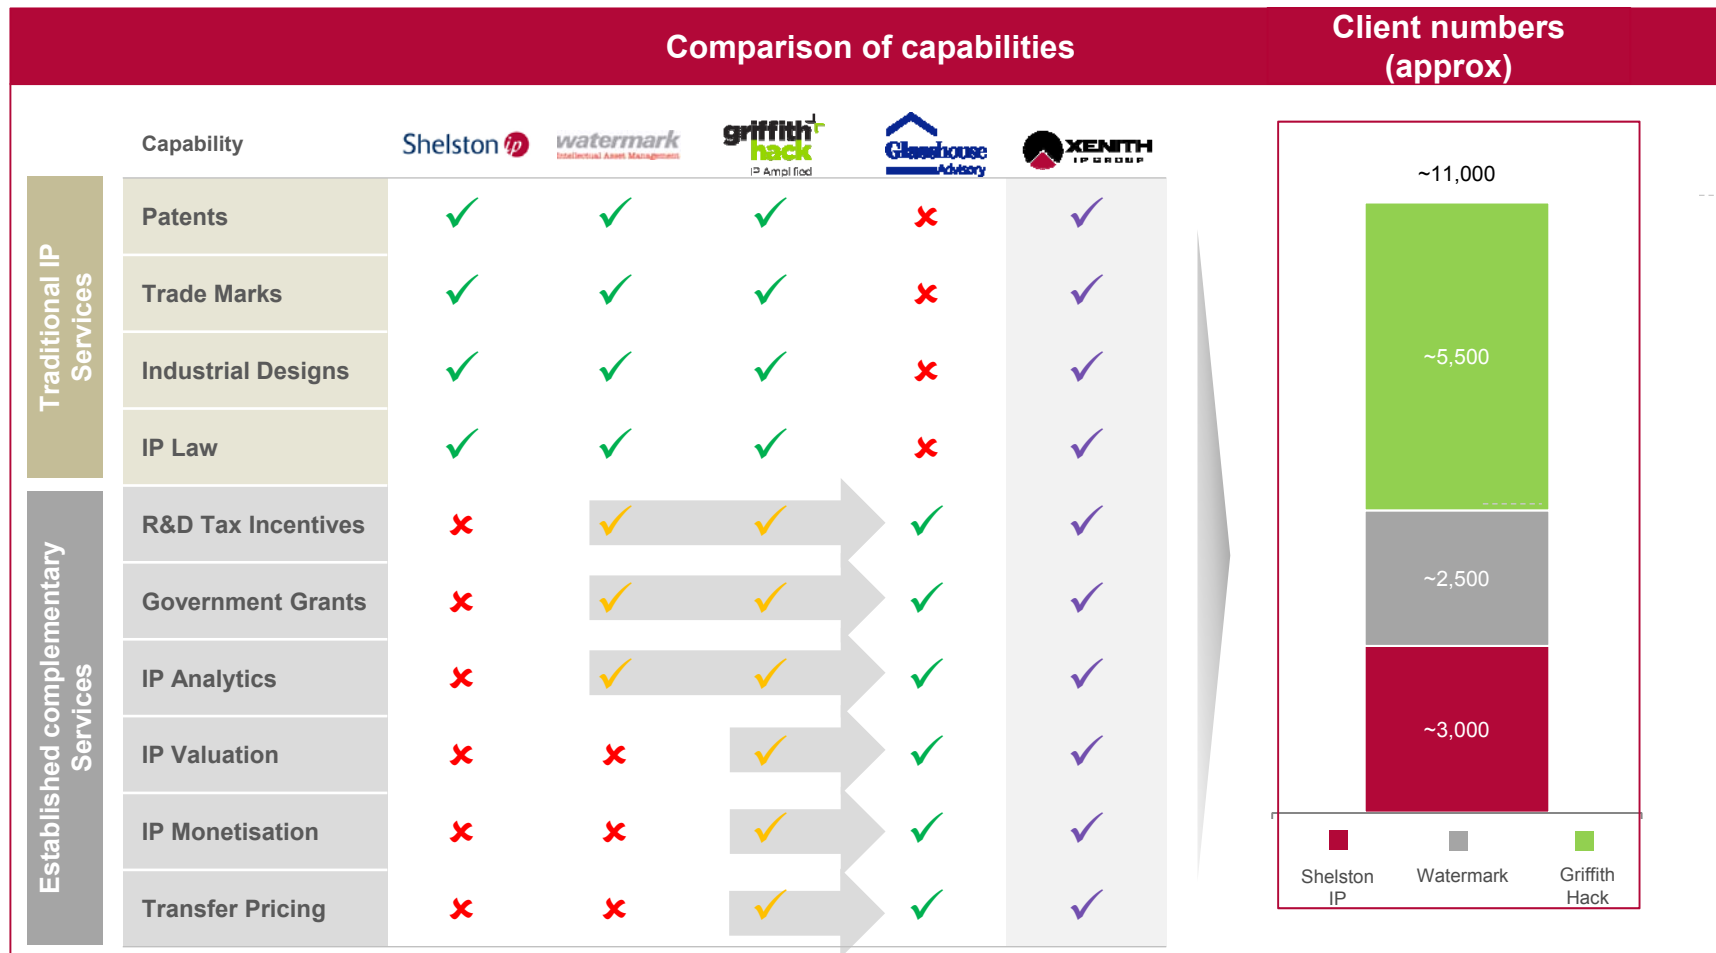 Comparison of capabilities
Client numbers
(approx)
Capability
Shelston ip
watermark
Intellectual Asset Management
griffith
hack
IP Amplified
Glasshouse
Advisory
XENITH
IP GROUP
Traditional IP
Services
Patents
Trade Marks
Industrial Designs
IP Law
Established complementary
Services
R&D Tax Incentives
Government Grants
IP Analytics
IP Valuation
IP Monetisation
Transfer Pricing
~11,000
~5,500
~2,500
~3,000
Shelston
IP
Watermark
Griffith
Hack